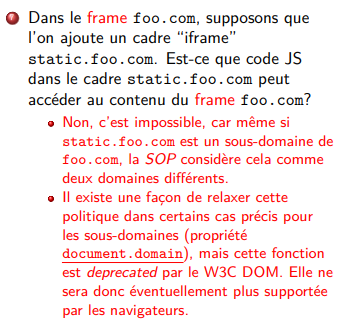 7 Dans le frame foo.com, supposons que
l'on ajoute un cadre "iframe"
static.foo.com. Est-ce que code JS
dans le cadre static.foo.com peut
accéder au contenu du frame foo.com?
Non, c'est impossible, car même si
static.foo.com est un sous-domaine de
foo.com, la SOP considère cela comme
deux domaines différents.
Il existe une façon de relaxer cette
politique dans certains cas précis pour
les sous-domaines (propriété
document.domain), mais cette fonction
est deprecated par le W3C DOM. Elle ne
sera donc éventuellement plus supportée
par les navigateurs.